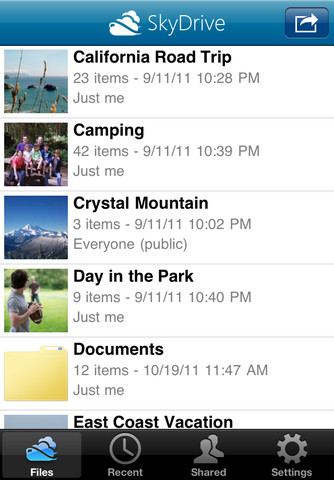 SkyDrive
California Road Trip
23 items - 9/11/11 10:28 PM
Just me
Camping
42 items - 9/11/11 10:39 PM
Just me
Crystal Mountain
3 items - 9/11/11 10:02 PM
Everyone (public)
Day in the Park
9 items - 9/11/11 10:40 PM
Just me
Documents
12 items - 10/19/11 11:47 AM
Just me
East Coast Vacation
Files Recent Shared Settings